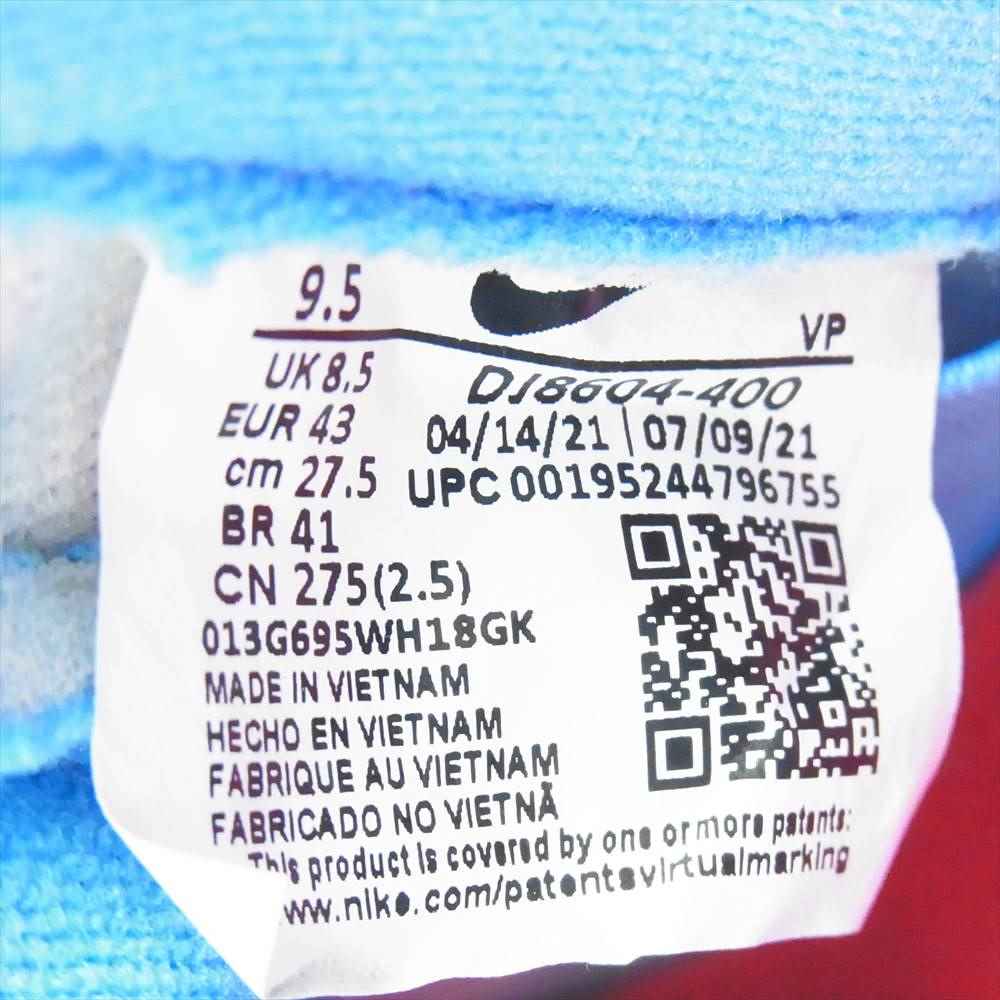 9.5
VP
UK 8.5
DJ8604-400
EUR 43
04/14/21 | 07/09/21
cm 27.5
UPC 00195244796755
BR 41
CN 275(2.5)
013G695WH18GK
MADE IN VIETNAM
HECHO EN VIETNAM
FABRIQUE AU VIETNAM
FABRICADO NO VIETNÃ
This product is covered by one or more patents:
www.nike.com/patentsvirtualmarking